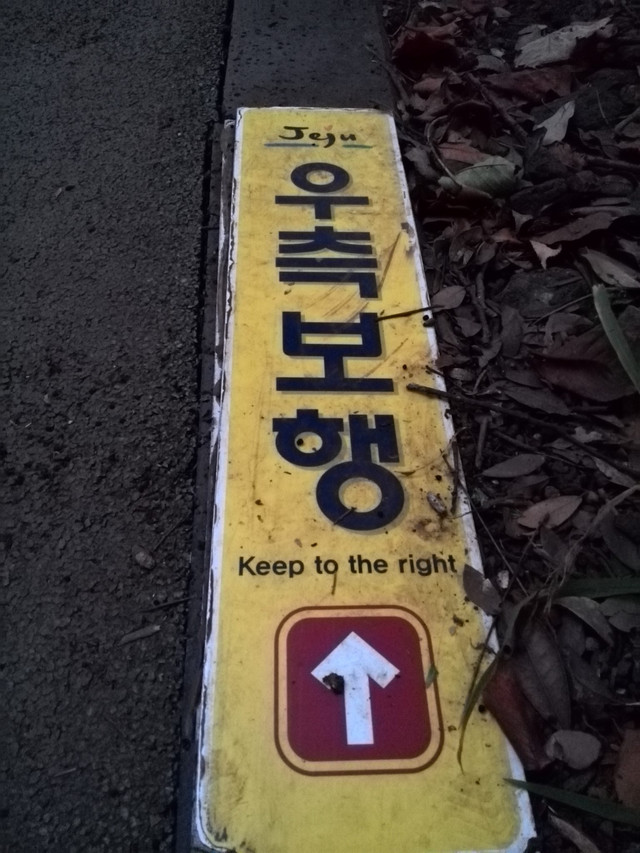 Jeju
우측보행
Keep to the right